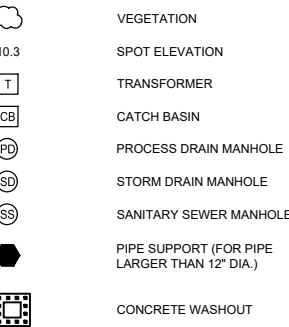 VEGETATION
10.3 SPOT ELEVATION
T TRANSFORMER
CB CATCH BASIN
PD PROCESS DRAIN MANHOLE
SD STORM DRAIN MANHOLE
SS SANITARY SEWER MANHOLE
PIPE SUPPORT (FOR PIPE
LARGER THAN 12" DIA.)
CONCRETE WASHOUT